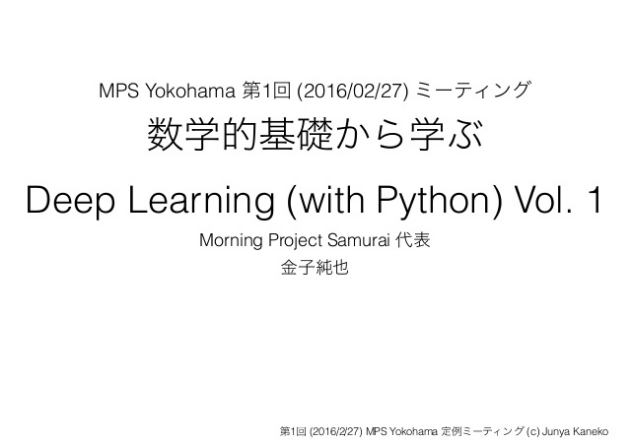 MPS Yokohama 第1回 (2016/02/27) ミーティング
数学的基礎から学ぶ
Deep Learning (with Python) Vol. 1
Morning Project Samurai 代表
金子純也
第1回 (2016/2/27) MPS Yokohama 定例ミーティング (c) Junya Kaneko